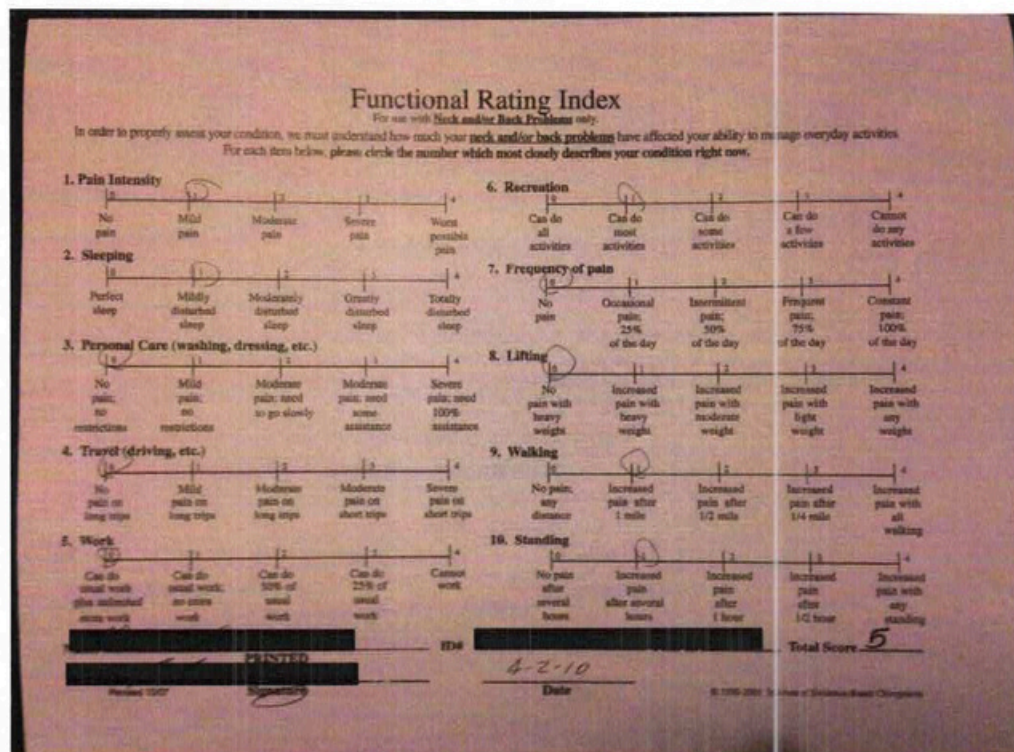 Functional Rating Index
For use with Neck and/or Back Problems only.
In order to properly assess your condition, we must understand how much your neck and/or back problems have affected your ability to manage everyday activities
For each item below, please circle the number which most closely describes your condition right now.
1. Pain Intensity
0 1 2 3 4
No pain
Mild pain
Moderate pain
Severe pain
Worst possible pain
2. Sleeping
0 1 2 3 4
Perfect sleep
Mildly disturbed sleep
Moderately disturbed sleep
Greatly disturbed sleep
Totally disturbed sleep
3. Personal Care (washing, dressing, etc.)
0 1 2 3 4
No pain; no restrictions
Mild pain; no restrictions
Moderate pain; need to go slowly
Moderate pain; need some assistance
Severe pain; need 100% assistance
4. Travel (driving, etc.)
0 1 2 3 4
No pain on long trips
Mild pain on long trips
Moderate pain on long trips
Moderate pain on short trips
Severe pain on short trips
5. Work
0 1 2 3 4
Can do usual work plus unlimited extra work
Can do usual work; no extra work
Can do 50% of usual work
Can do 25% of usual work
Cannot work
6. Recreation
0 1 2 3 4
Can do all activities
Can do most activities
Can do some activities
Can do a few activities
Cannot do any activities
7. Frequency of pain
0 1 2 3 4
No pain
Occasional pain; 25% of the day
Intermittent pain; 50% of the day
Frequent pain; 75% of the day
Constant pain; 100% of the day
8. Lifting
0 1 2 3 4
No pain with heavy weight
Increased pain with heavy weight
Increased pain with moderate weight
Increased pain with light weight
Increased pain with any weight
9. Walking
0 1 2 3 4
No pain; any distance
Increased pain after 1 mile
Increased pain after 1/2 mile
Increased pain after 1/4 mile
Increased pain with all walking
10. Standing
0 1 2 3 4
No pain after several hours
Increased pain after several hours
Increased pain after 1 hour
Increased pain after 1/2 hour
Increased pain with any standing
PRINTED
ID#
Total Score 5
Signature
4-2-10
Date